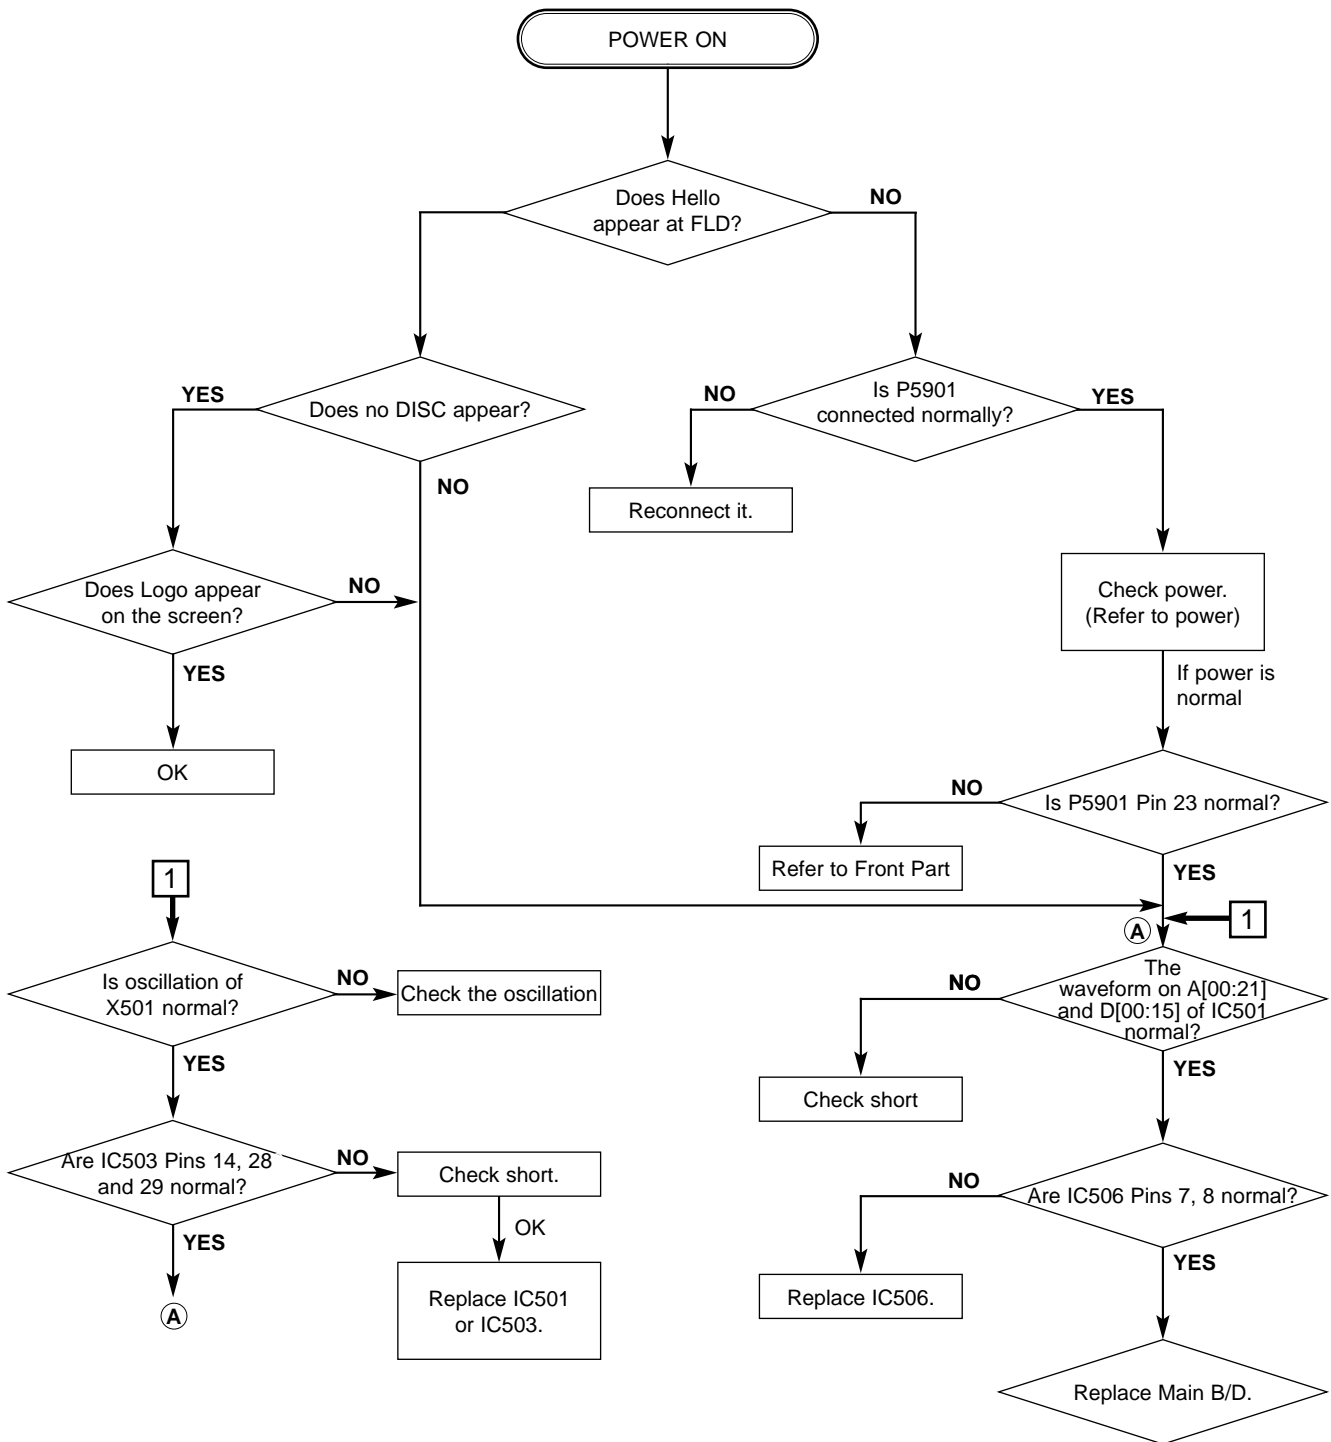 POWER ON
Does Hello
appear at FLD?
NO
Does no DISC appear?
YES
NO
Is P5901
connected normally?
NO
YES
Reconnect it.
Does Logo appear
on the screen?
NO
YES
OK
Check power.
(Refer to power)
If power is
normal
Is P5901 Pin 23 normal?
NO
YES
Refer to Front Part
1
A
1
Is oscillation of
X501 normal?
NO
Check the oscillation
YES
Are IC503 Pins 14, 28
and 29 normal?
NO
Check short.
OK
Replace IC501
or IC503.
YES
A
The
waveform on A[00:21]
and D[00:15] of IC501
normal?
NO
Check short
YES
Are IC506 Pins 7, 8 normal?
NO
Replace IC506.
YES
Replace Main B/D.